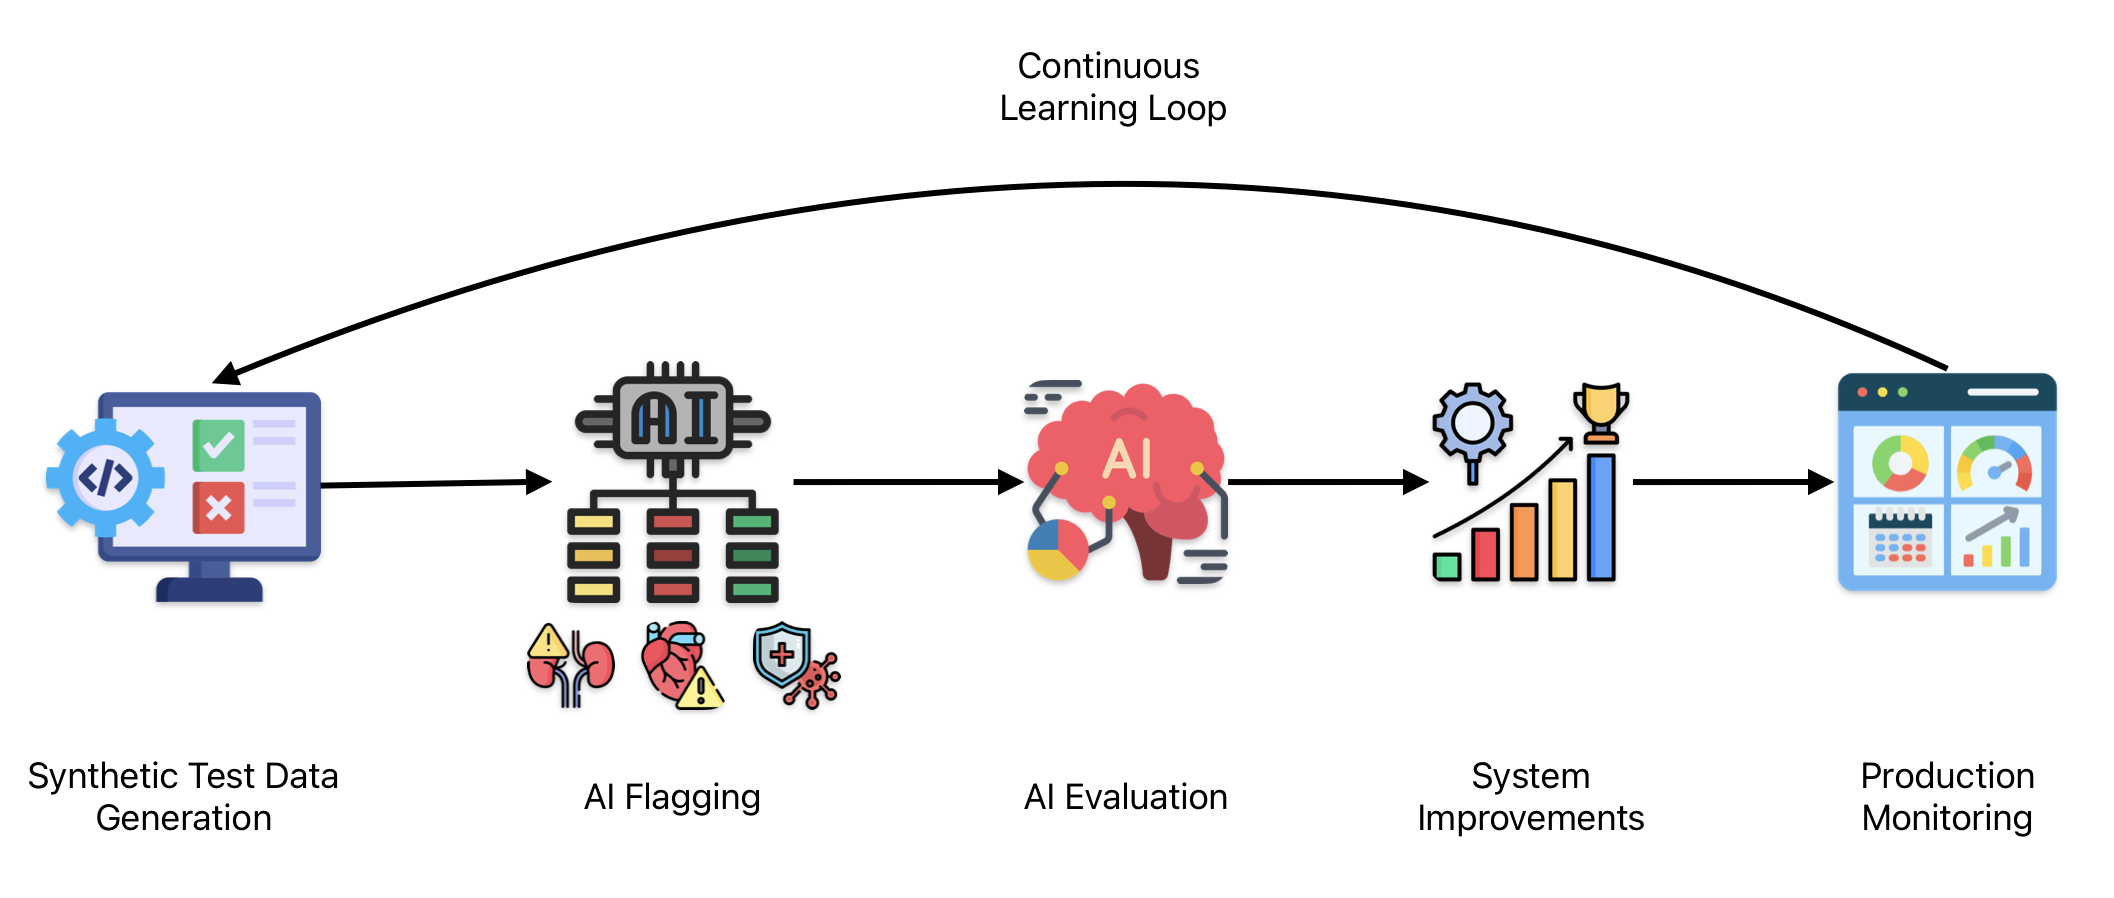 Continuous
Learning Loop
</>
AI
AI
Synthetic Test Data
Generation
AI Flagging
AI Evaluation
System
Improvements
Production
Monitoring